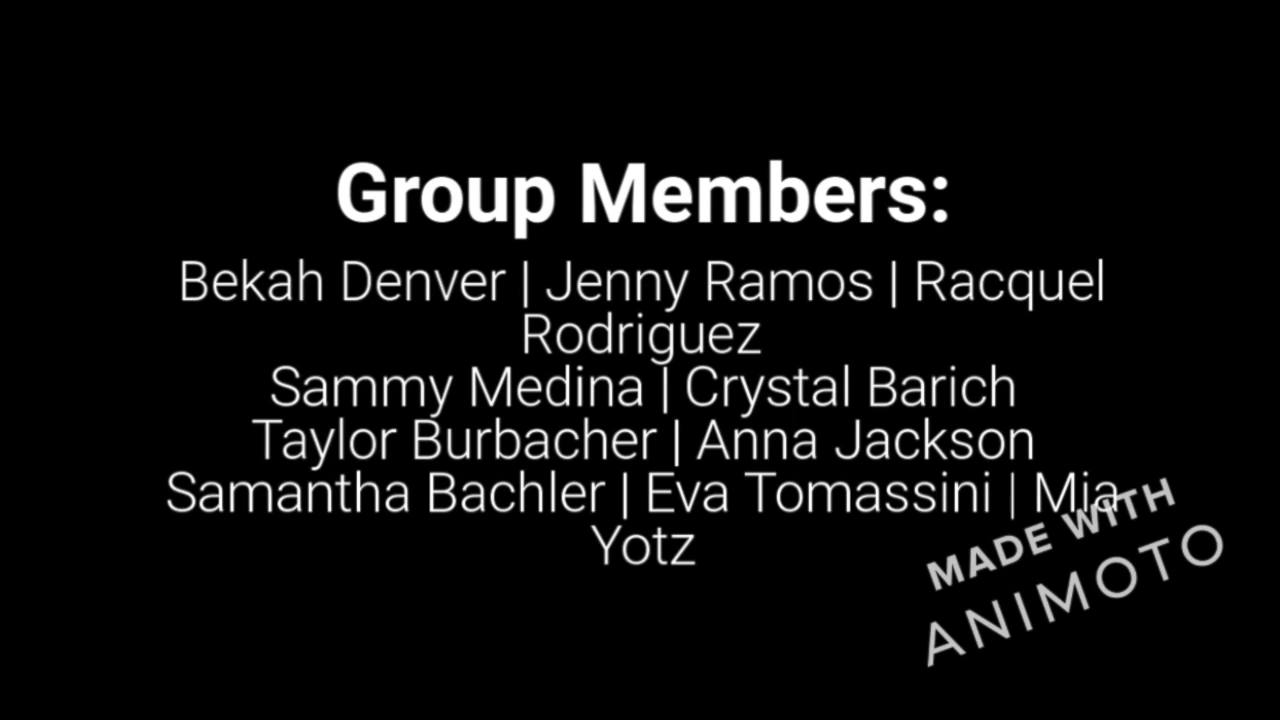 Group Members:
Bekah Denver | Jenny Ramos | Racquel
Rodriguez
Sammy Medina | Crystal Barich
Taylor Burbacher | Anna Jackson
Samantha Bachler | Eva Tomassini | Mia
Yotz
MADE WITH
ANIMOTO